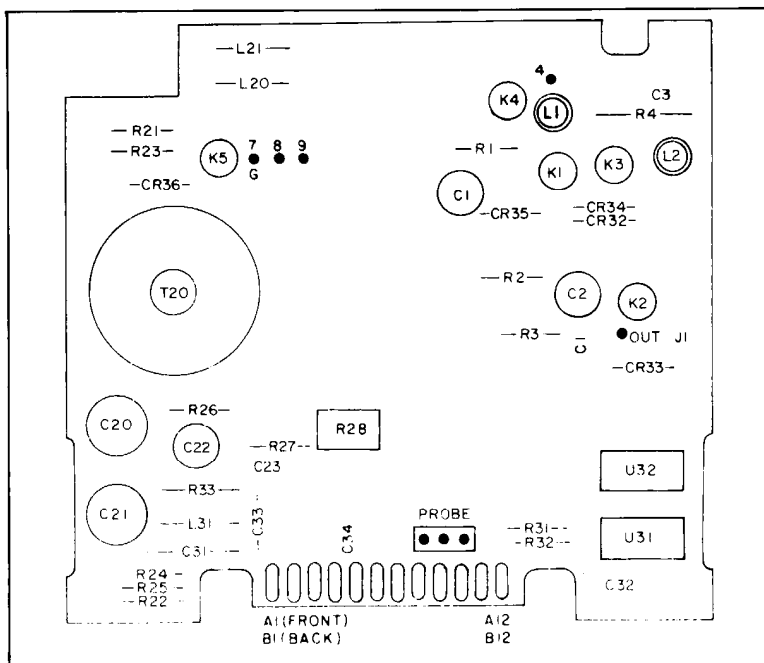 L21
L20
4
C3
K4
L1
R4
R21
R23
K5
7 8 9
G
R1
K1
K3
L2
CR36
C1
CR35
CR34
CR32
T20
R2
C2
K2
R3
C1
OUT J1
CR33
R26
C20
C22
R27
R28
C23
U32
R33
C21
L31
C33
C31
C34
PROBE
R31
R32
U31
R24
R25
R22
C32
A1(FRONT)
B1(BACK)
A12
B12